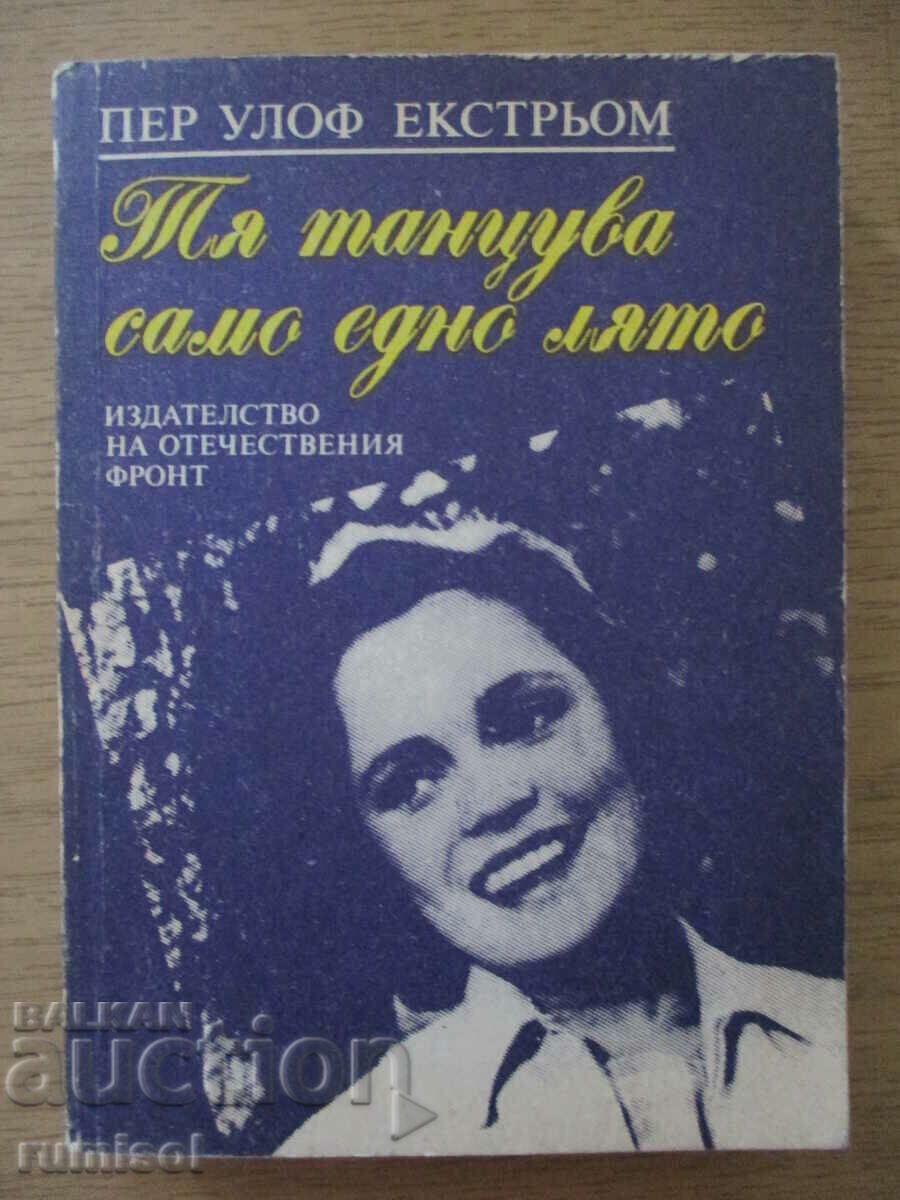 ПЕР УЛОФ ЕКСТРЬОМ
Тя танцува
само едно лято
ИЗДАТЕЛСТВО
НА ОТЕЧЕСТВЕНИЯ
ФРОНТ
BALKAN
auction
rumisol